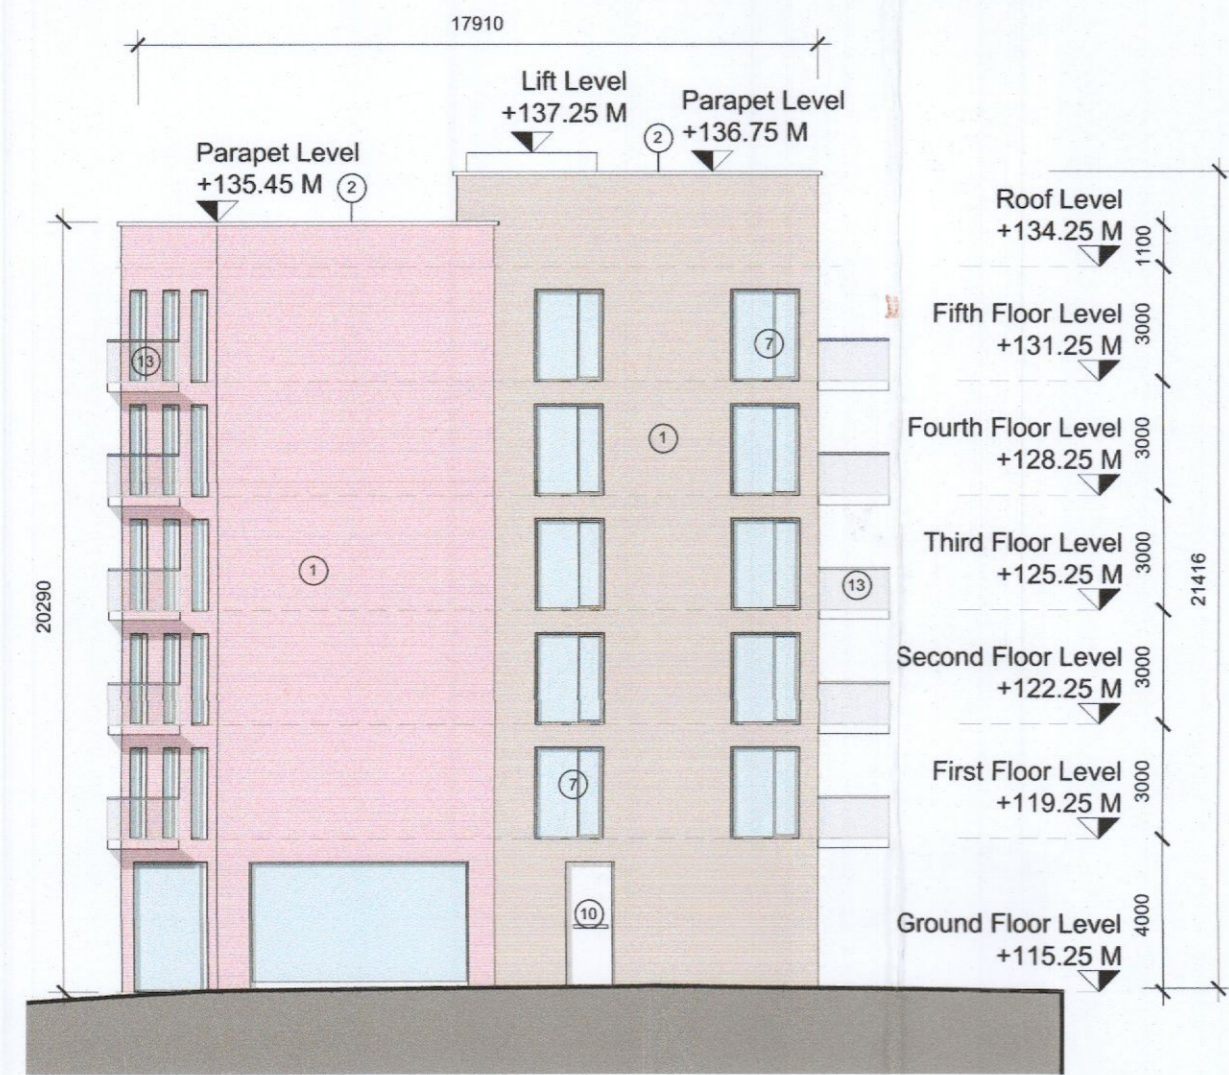 17910
Lift Level
+137.25 M
Parapet Level
+136.75 M
2
Parapet Level
+135.45 M
2
Roof Level
+134.25 M
1100
Fifth Floor Level
+131.25 M
3000
7
13
Fourth Floor Level
+128.25 M
3000
1
Third Floor Level
+125.25 M
3000
1
13
20290
21416
Second Floor Level
+122.25 M
3000
First Floor Level
+119.25 M
3000
7
10
Ground Floor Level
+115.25 M
4000